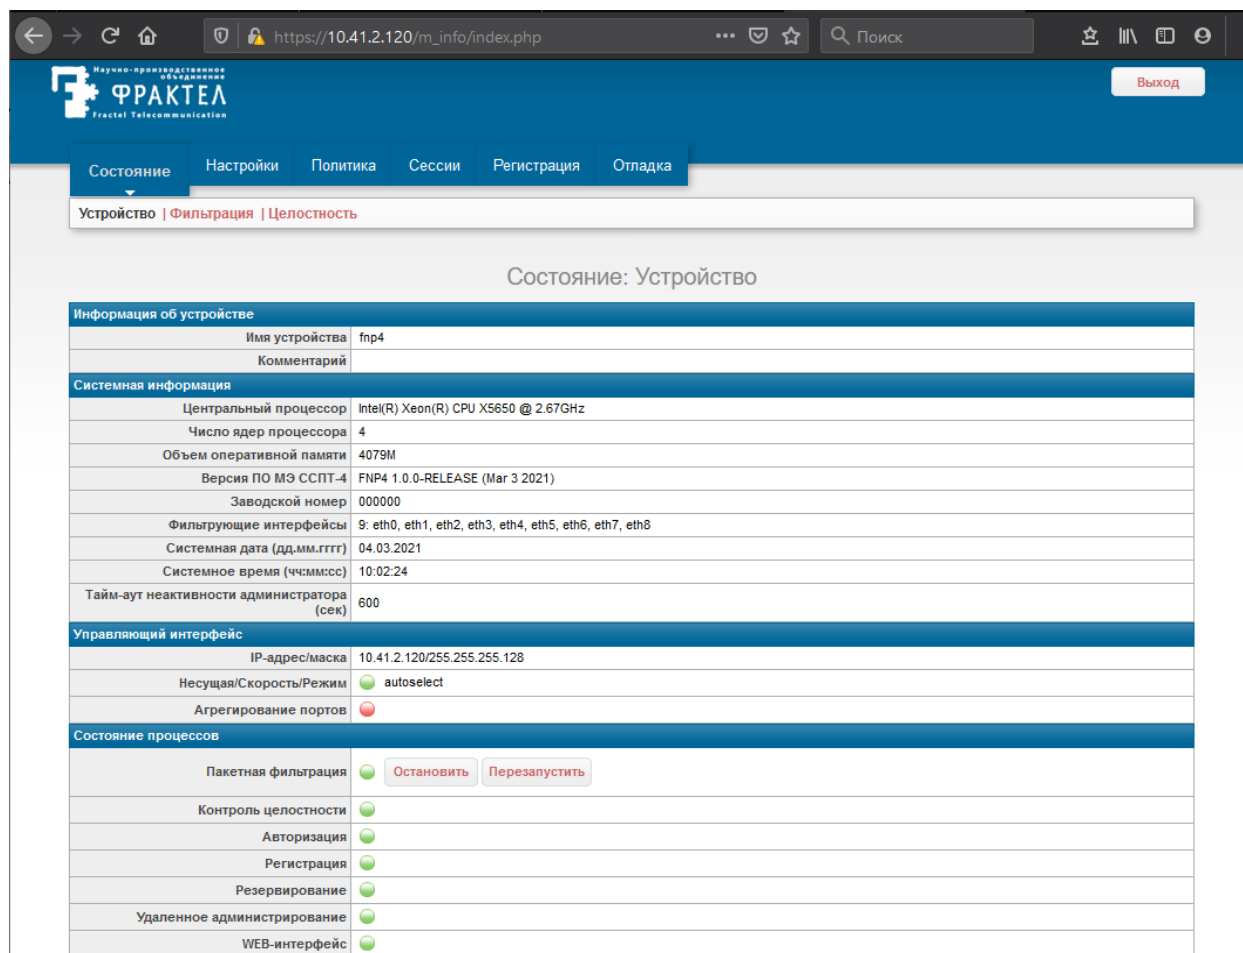 https://10.41.2.120/m_info/index.php
Поиск
Научно-производственное
объединение
ФРАКТЕЛ
Fractel Telecommunication
Выход
Состояние Настройки Политика Сессии Регистрация Отладка
Устройство | Фильтрация | Целостность
Состояние: Устройство
Информация об устройстве
Имя устройства fnp4
Комментарий
Системная информация
Центральный процессор Intel(R) Xeon(R) CPU X5650 @ 2.67GHz
Число ядер процессора 4
Объем оперативной памяти 4079M
Версия ПО МЭ ССПТ-4 FNP4 1.0.0-RELEASE (Mar 3 2021)
Заводской номер 000000
Фильтрующие интерфейсы 9: eth0, eth1, eth2, eth3, eth4, eth5, eth6, eth7, eth8
Системная дата (дд.мм.гггг) 04.03.2021
Системное время (чч:мм:сс) 10:02:24
Тайм-аут неактивности администратора
(сек) 600
Управляющий интерфейс
IP-адрес/маска 10.41.2.120/255.255.255.128
Несущая/Скорость/Режим autoselect
Агрегирование портов
Состояние процессов
Пакетная фильтрация Остановить Перезапустить
Контроль целостности
Авторизация
Регистрация
Резервирование
Удаленное администрирование
WEB-интерфейс